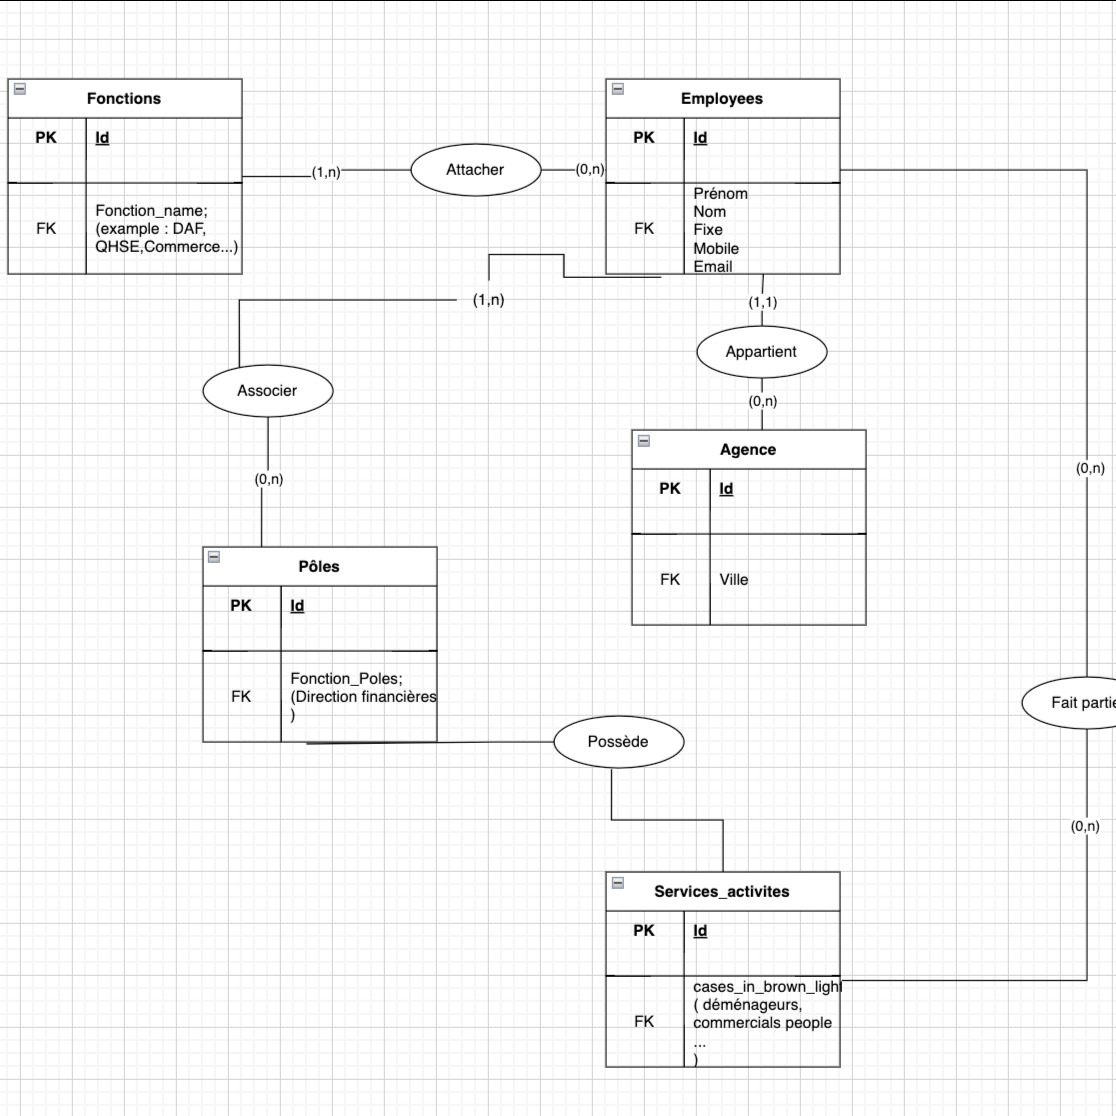 Fonctions
PK
Id
FK
Fonction_name;
(example : DAF,
QHSE,Commerce...)
(1,n)
Attacher
(0,n)
Employees
PK
Id
FK
Prénom
Nom
Fixe
Mobile
Email
(1,n)
(1,1)
Appartient
(0,n)
Associer
(0,n)
Agence
PK
Id
FK
Ville
(0,n)
Pôles
PK
Id
FK
Fonction_Poles;
(Direction financières
)
Possède
Fait partie
(0,n)
Services_activites
PK
Id
FK
cases_in_brown_light
( déménageurs,
commercials people
...
)